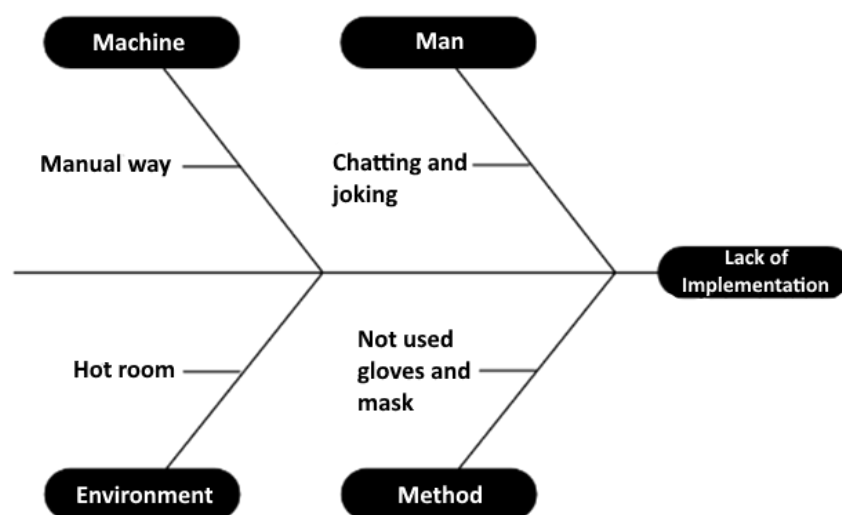 Machine
Man
Manual way
Chatting and
joking
Lack of
Implementation
Hot room
Not used
gloves and
mask
Environment
Method